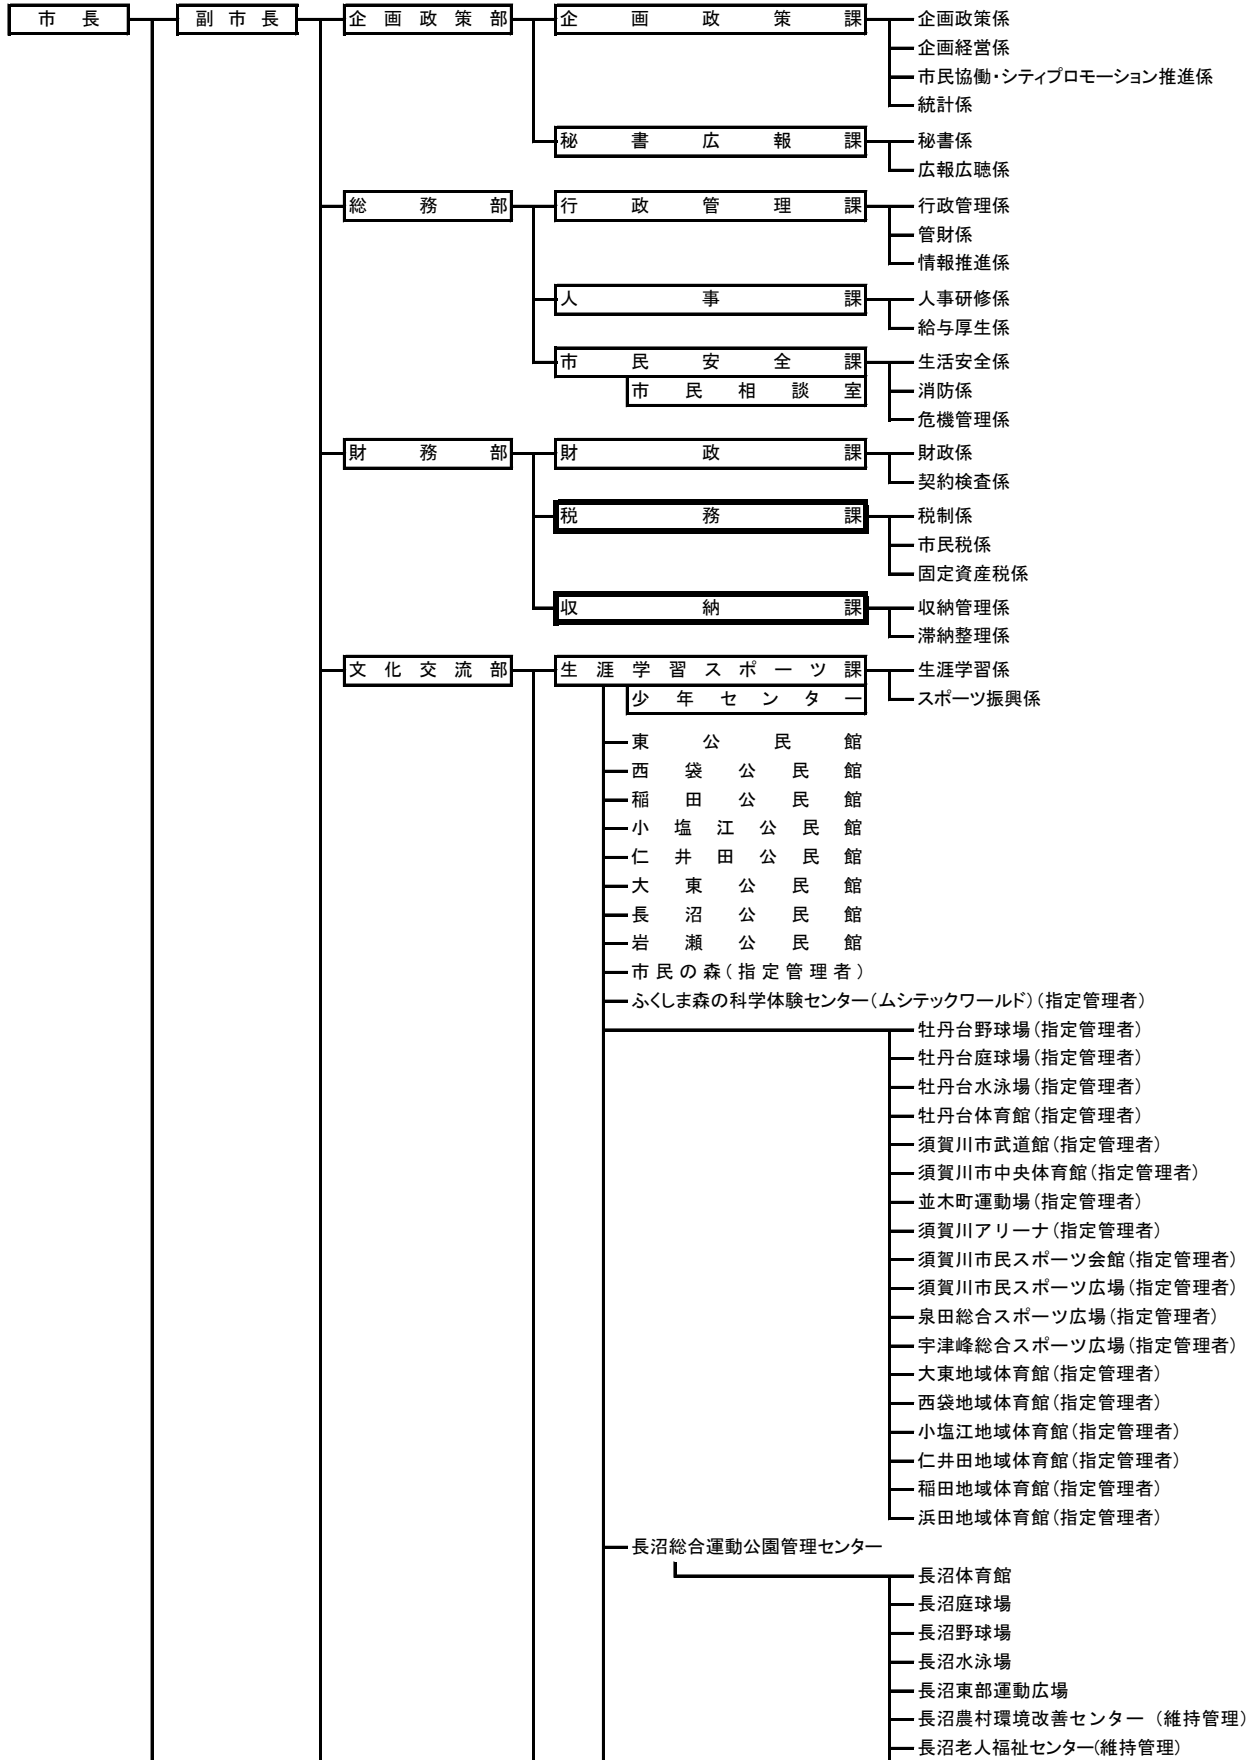 市長 副市長 企画政策部 企画政策課 企画政策係
企画経営係
市民協働・シティプロモーション推進係
統計係
秘書広報課 秘書係
広報広聴係
総務部 行政管理課 行政管理係
管財係
情報推進係
人事課 人事研修係
給与厚生係
市民安全課 生活安全係
市民相談室 消防係
危機管理係
財務部 財政課 財政係
契約検査係
税務課 税制係
市民税係
固定資産税係
収納課 収納管理係
滞納整理係
文化交流部 生涯学習スポーツ課 生涯学習係
少年センター スポーツ振興係
東公民館
西袋公民館
稲田公民館
小塩江公民館
仁井田公民館
大東公民館
長沼公民館
岩瀬公民館
市民の森(指定管理者)
ふくしま森の科学体験センター(ムシテックワールド)(指定管理者)
牡丹台野球場(指定管理者)
牡丹台庭球場(指定管理者)
牡丹台水泳場(指定管理者)
牡丹台体育館(指定管理者)
須賀川市武道館(指定管理者)
須賀川市中央体育館(指定管理者)
並木町運動場(指定管理者)
須賀川アリーナ(指定管理者)
須賀川市民スポーツ会館(指定管理者)
須賀川市民スポーツ広場(指定管理者)
泉田総合スポーツ広場(指定管理者)
宇津峰総合スポーツ広場(指定管理者)
大東地域体育館(指定管理者)
西袋地域体育館(指定管理者)
小塩江地域体育館(指定管理者)
仁井田地域体育館(指定管理者)
稲田地域体育館(指定管理者)
浜田地域体育館(指定管理者)
長沼総合運動公園管理センター
長沼体育館
長沼庭球場
長沼野球場
長沼水泳場
長沼東部運動広場
長沼農村環境改善センター (維持管理)
長沼老人福祉センター(維持管理)